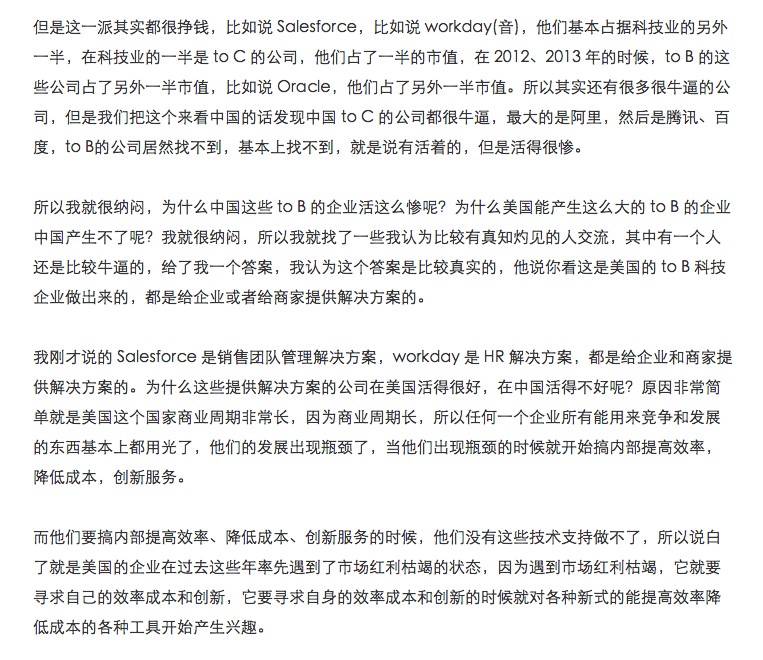 但是这一派其实都很挣钱，比如说 Salesforce，比如说 workday(音)，他们基本占据科技业的另外
一半，在科技业的一半是 to C 的公司，他们占了一半的市值，在 2012、2013 年的时候，to B 的这
些公司占了另外一半市值，比如说 Oracle，他们占了另外一半市值。所以其实还有很多很牛逼的公
司，但是我们把这个来看中国的话发现中国 to C 的公司都很牛逼，最大的是阿里，然后是腾讯、百
度，to B的公司居然找不到，基本上找不到，就是说有活着的，但是活得很惨。
所以我就很纳闷，为什么中国这些 to B 的企业活这么惨呢？为什么美国能产生这么大的 to B 的企业
中国产生不了呢？我就很纳闷，所以我就找了一些我认为比较有真知灼见的人交流，其中有一个人
还是比较牛逼的，给了我一个答案，我认为这个答案是比较真实的，他说你看这是美国的 to B 科技
企业做出来的，都是给企业或者给商家提供解决方案的。
我刚才说的 Salesforce 是销售团队管理解决方案，workday 是 HR 解决方案，都是给企业和商家提
供解决方案的。为什么这些提供解决方案的公司在美国活得很好，在中国活得不好呢？原因非常简
单就是美国这个国家商业周期非常长，因为商业周期长，所以任何一个企业所有能用来竞争和发展
的东西基本上都用光了，他们的发展出现瓶颈了，当他们出现瓶颈的时候就开始搞内部提高效率，
降低成本，创新服务。
而他们要搞内部提高效率、降低成本、创新服务的时候，他们没有这些技术支持做不了，所以说白
了就是美国的企业在过去这些年率先遇到了市场红利枯竭的状态，因为遇到市场红利枯竭，它就要
寻求自己的效率成本和创新，它要寻求自身的效率成本和创新的时候就对各种新式的能提高效率降
低成本的各种工具开始产生兴趣。